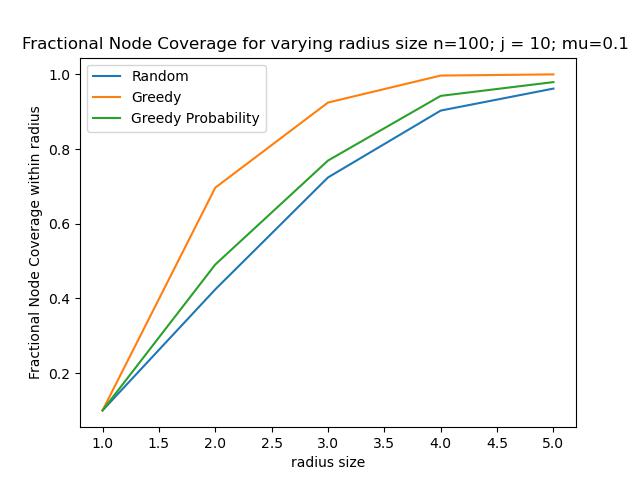 Fractional Node Coverage for varying radius size n=100; j = 10; mu=0.1
Random
Greedy
Greedy Probability
Fractional Node Coverage within radius
1.0
0.8
0.6
0.4
0.2
1.0 1.5 2.0 2.5 3.0 3.5 4.0 4.5 5.0
radius size